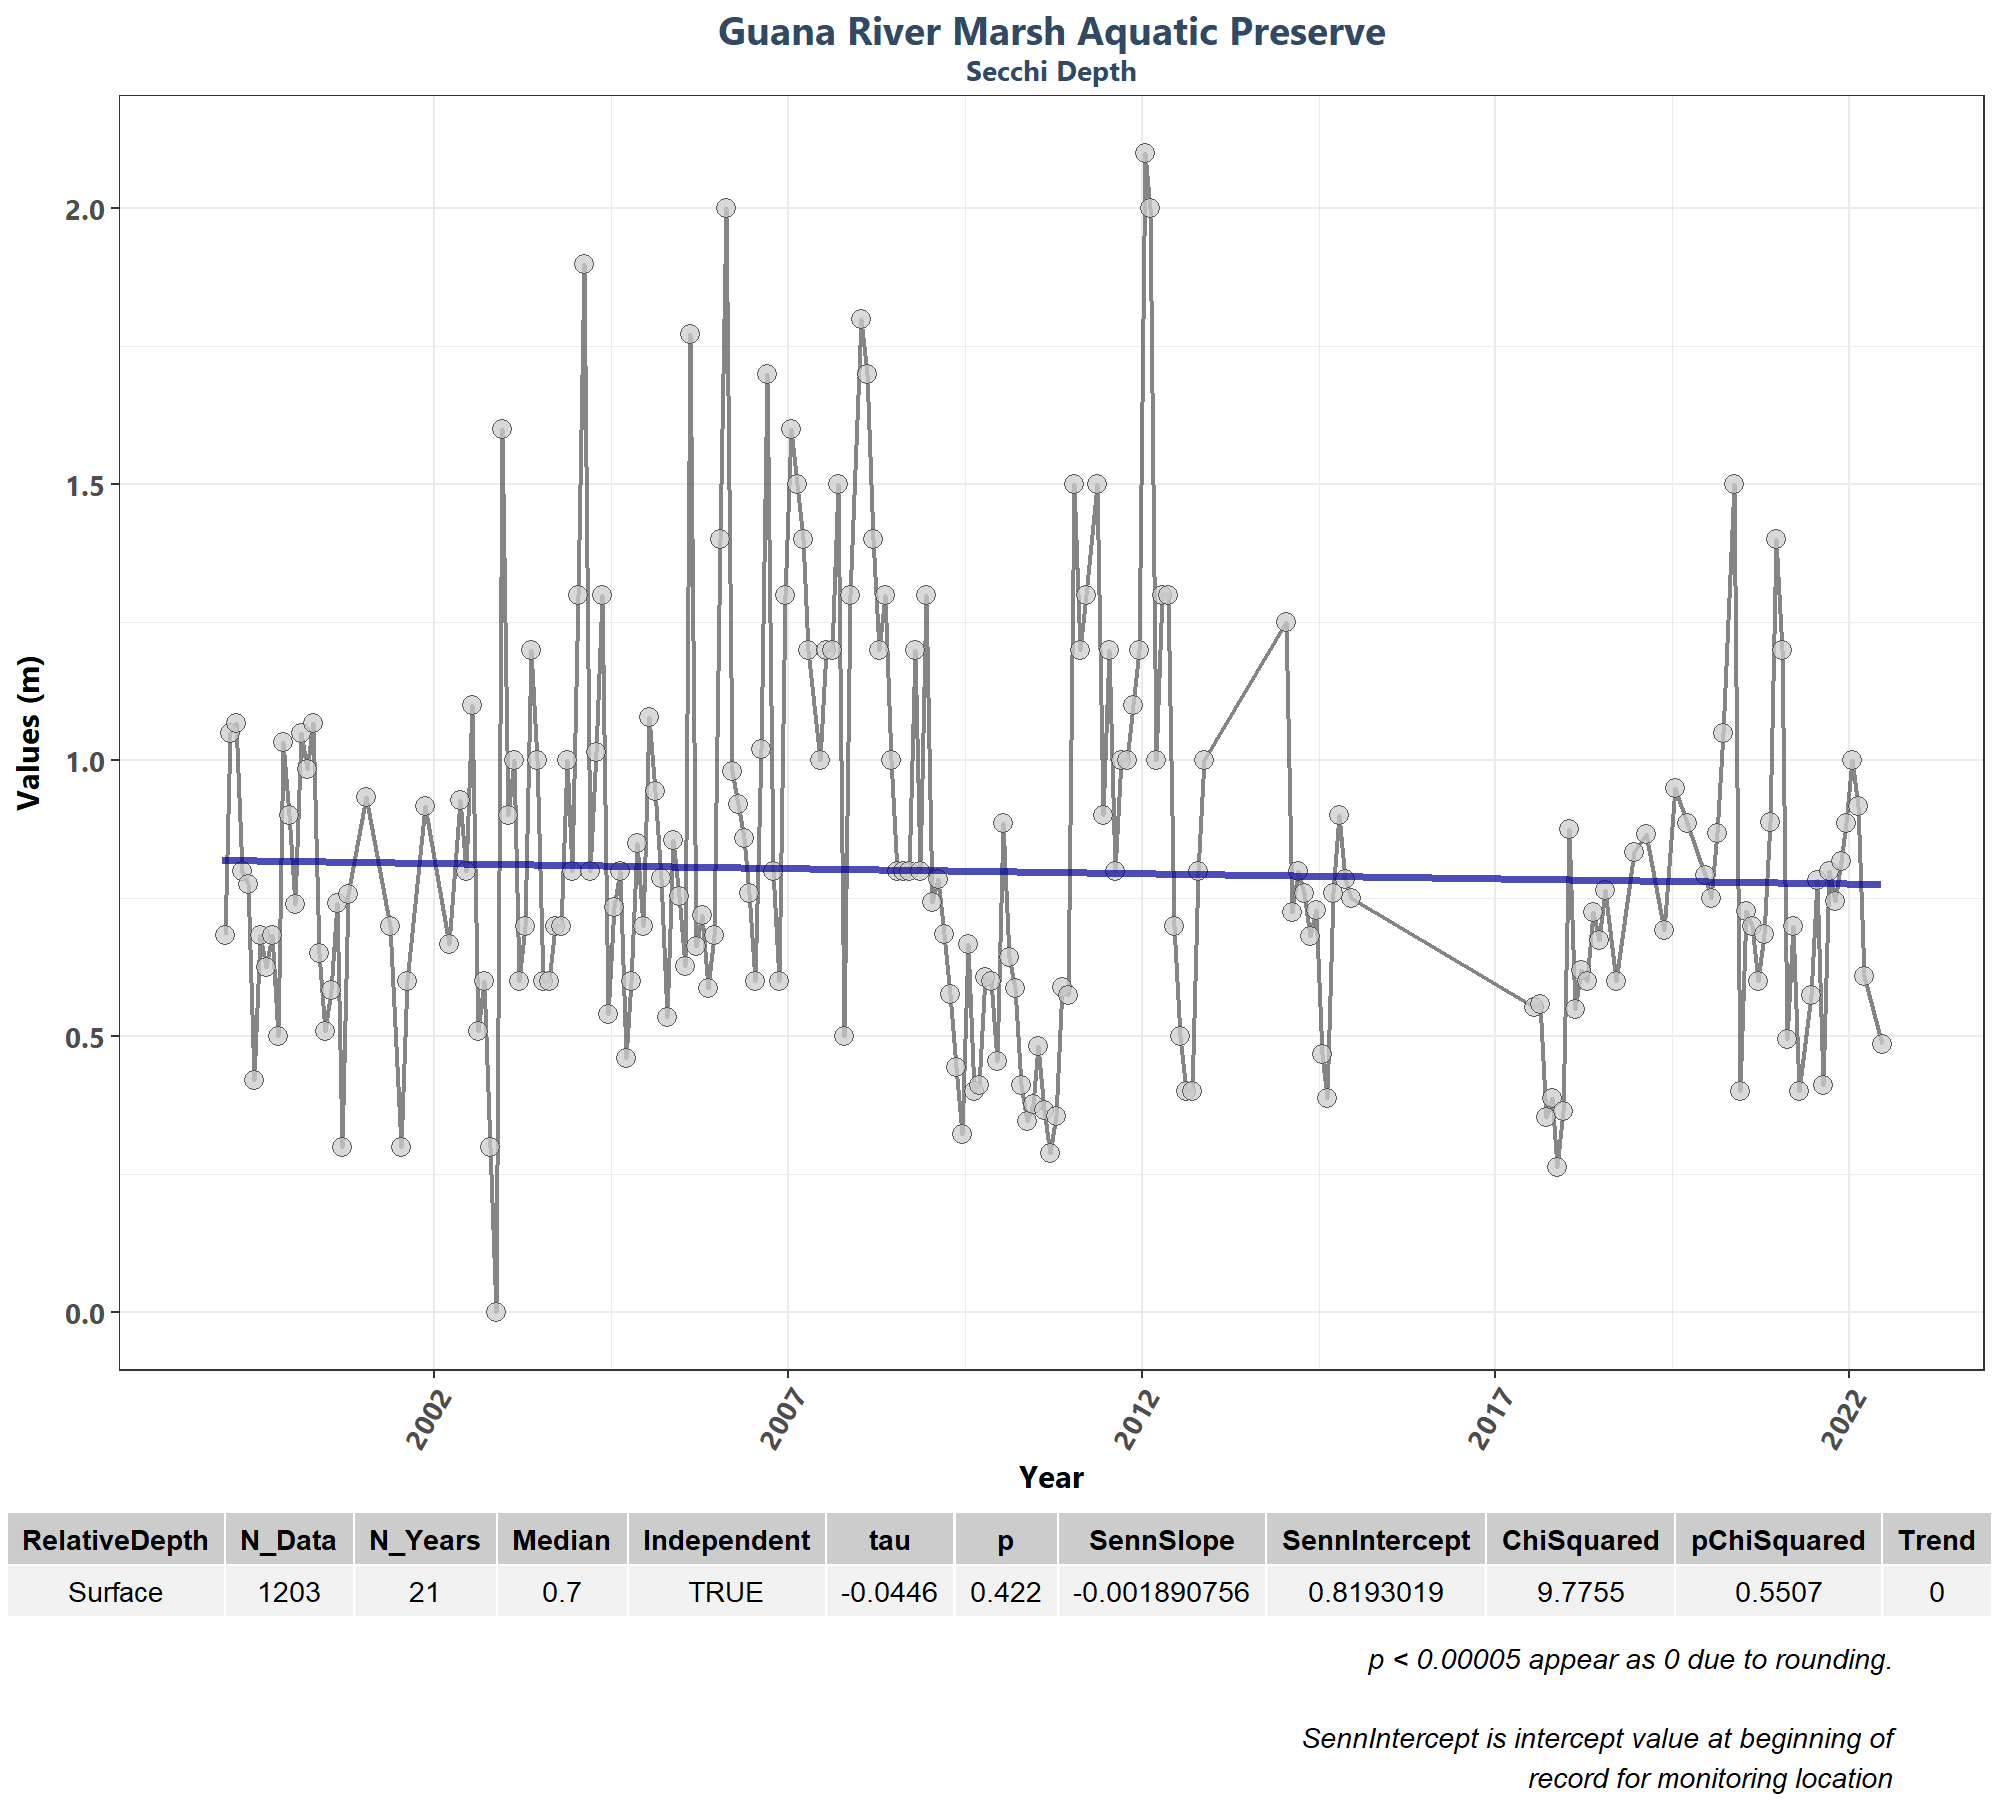 Guana River Marsh Aquatic Preserve
Secchi Depth
Values (m)
2.0
1.5
1.0
0.5
0.0
2002 2007 2012 2017 2022
Year
RelativeDepth N_Data N_Years Median Independent tau p SennSlope SennIntercept ChiSquared pChiSquared Trend
Surface 1203 21 0.7 TRUE -0.0446 0.422 -0.001890756 0.8193019 9.7755 0.5507 0
p < 0.00005 appear as 0 due to rounding.
SennIntercept is intercept value at beginning of
record for monitoring location